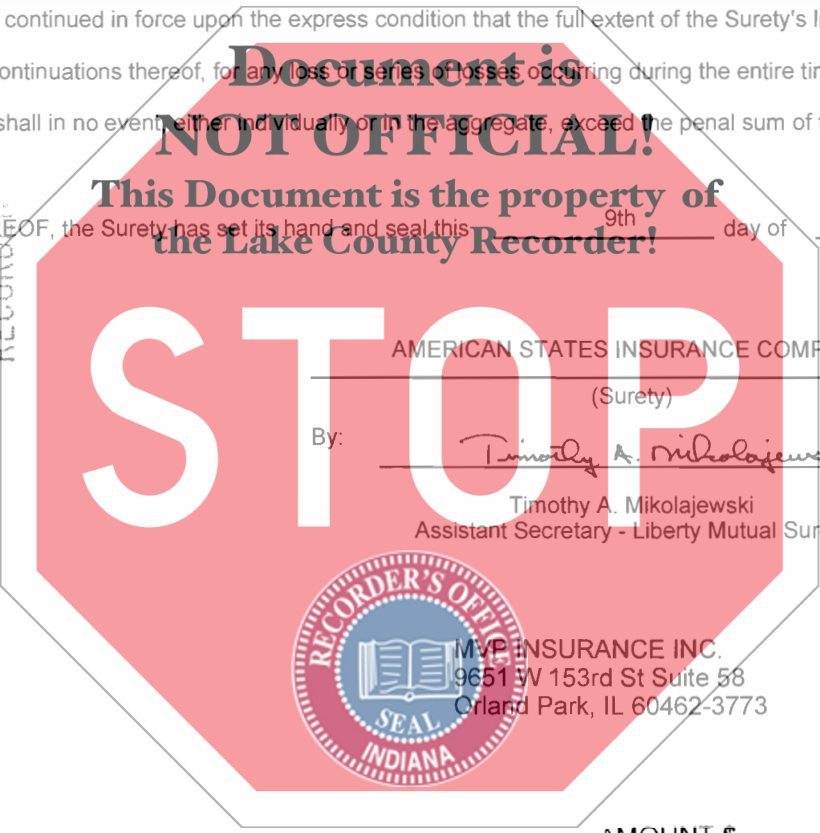 continued in force upon the express condition that the full extent of the Surety's
Document is
ontinuations thereof, for any loss or series of losses occurring during the entire
NOT OFFICIAL!
shall in no event, either individually or in the aggregate, exceed the penal sum of
This Document is the property of
EOF, the Surety has set its hand and seal this 9th day of
the Lake County Recorder!
STOP
AMERICAN STATES INSURANCE COMP
(Surety)
By: Timothy A. Mikolajews
Timothy A. Mikolajewski
Assistant Secretary - Liberty Mutual Sur
RECORDER'S OFFICE
SEAL
INDIANA
MVP INSURANCE INC.
9651 W 153rd St Suite 58
Orland Park, IL 60462-3773
AMOUNT $